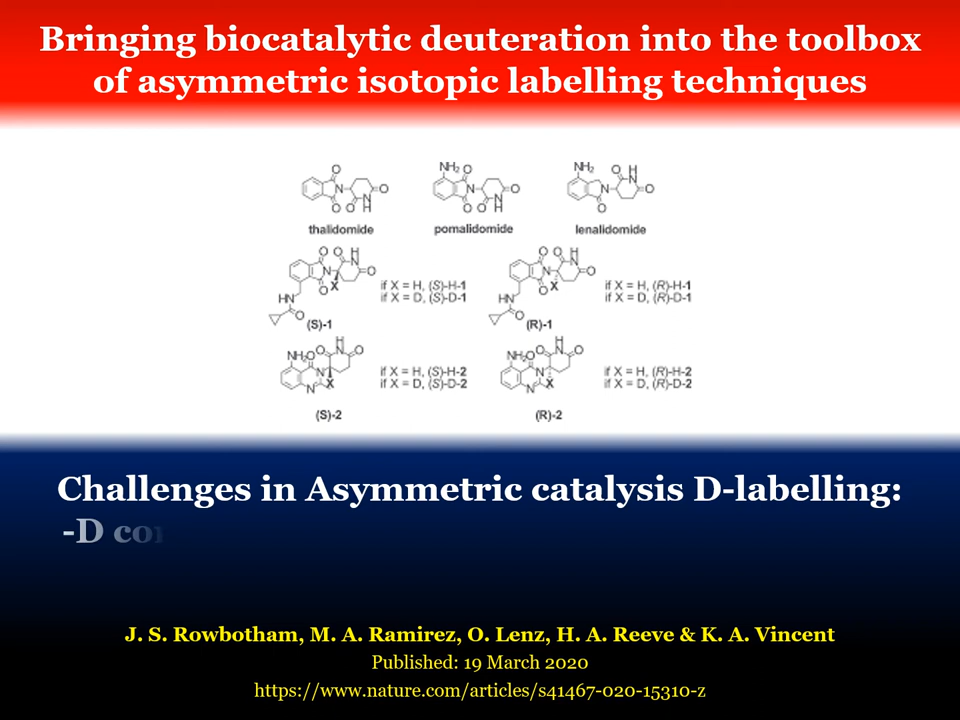 Bringing biocatalytic deuteration into the toolbox
of asymmetric isotopic labelling techniques
thalidomide
pomalidomide
lenalidomide
if X = H, (S)-H-1
if X = D, (S)-D-1
(S)-1
if X = H, (R)-H-1
if X = D, (R)-D-1
(R)-1
if X = H, (S)-H-2
if X = D, (S)-D-2
(S)-2
if X = H, (R)-H-2
if X = D, (R)-D-2
(R)-2
Challenges in Asymmetric catalysis D-labelling:
-D co
J. S. Rowbotham, M. A. Ramirez, O. Lenz, H. A. Reeve & K. A. Vincent
Published: 19 March 2020
https://www.nature.com/articles/s41467-020-15310-z